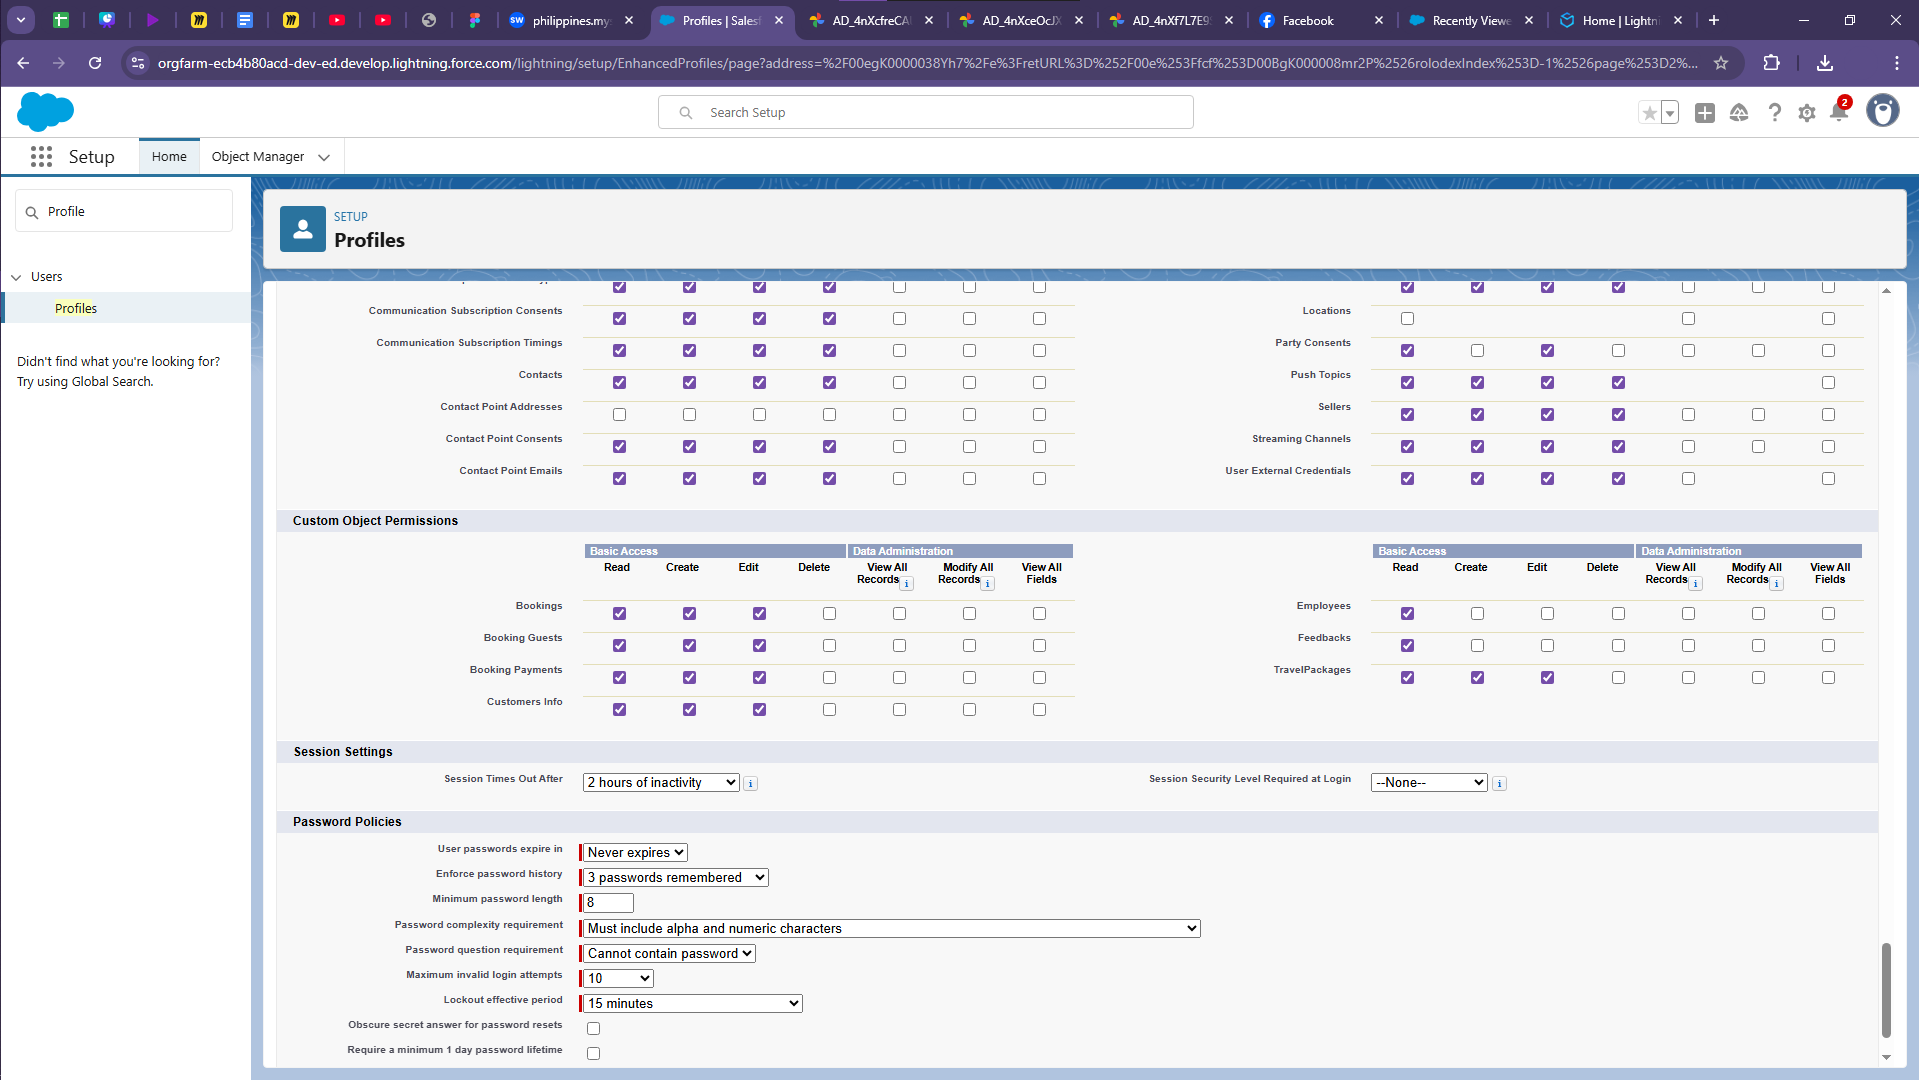 philippines.my
Profiles | Salesf
AD_4nXcfreCAI
AD_4nXceOcJX
AD_4nXf7L7E9
Facebook
Recently Viewe
Home | Lightni
orgfarm-ecb4b80acd-dev-ed.develop.lightning.force.com/lightning/setup/EnhancedProfiles/page?address=%2F00egK0000038Yh7%2Fe%3FretURL%3D%252F00e%253Ffcf%253D00BgK000008mr2P%2526rolodexIndex%253D-1%2526page%253D2%...
Search Setup
2
Setup
Home
Object Manager
Profile
Users
Profiles
Didn't find what you're looking for?
Try using Global Search.
SETUP
Profiles
Communication Subscription Consents
Locations
Communication Subscription Timings
Party Consents
Contacts
Push Topics
Contact Point Addresses
Sellers
Contact Point Consents
Streaming Channels
Contact Point Emails
User External Credentials
Custom Object Permissions
Basic Access Data Administration
Read Create Edit Delete View All Records Modify All Records View All Fields
Basic Access Data Administration
Read Create Edit Delete View All Records Modify All Records View All Fields
Bookings
Employees
Booking Guests
Feedbacks
Booking Payments
TravelPackages
Customers Info
Session Settings
Session Times Out After 2 hours of inactivity
Session Security Level Required at Login --None--
Password Policies
User passwords expire in Never expires
Enforce password history 3 passwords remembered
Minimum password length 8
Password complexity requirement Must include alpha and numeric characters
Password question requirement Cannot contain password
Maximum invalid login attempts 10
Lockout effective period 15 minutes
Obscure secret answer for password resets
Require a minimum 1 day password lifetime